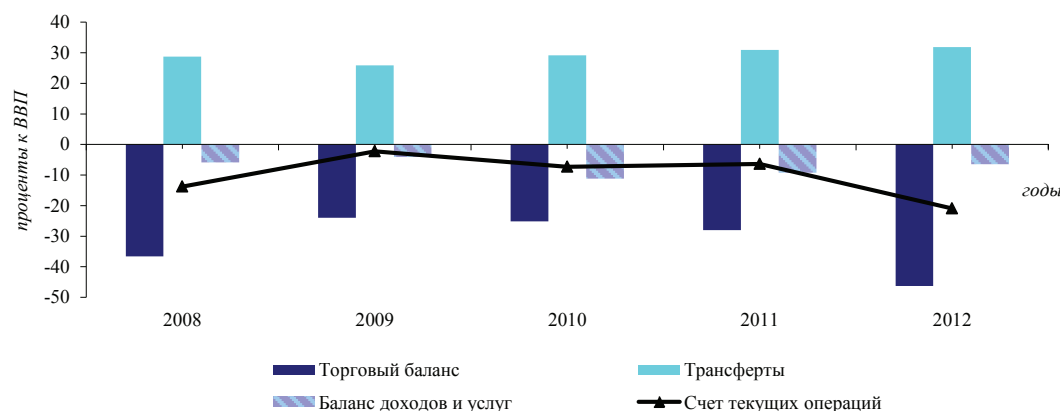 проценты к ВВП
40
30
20
10
0
-10
-20
-30
-40
-50
годы
2008 2009 2010 2011 2012
Торговый баланс Трансферты
Баланс доходов и услуг Счет текущих операций